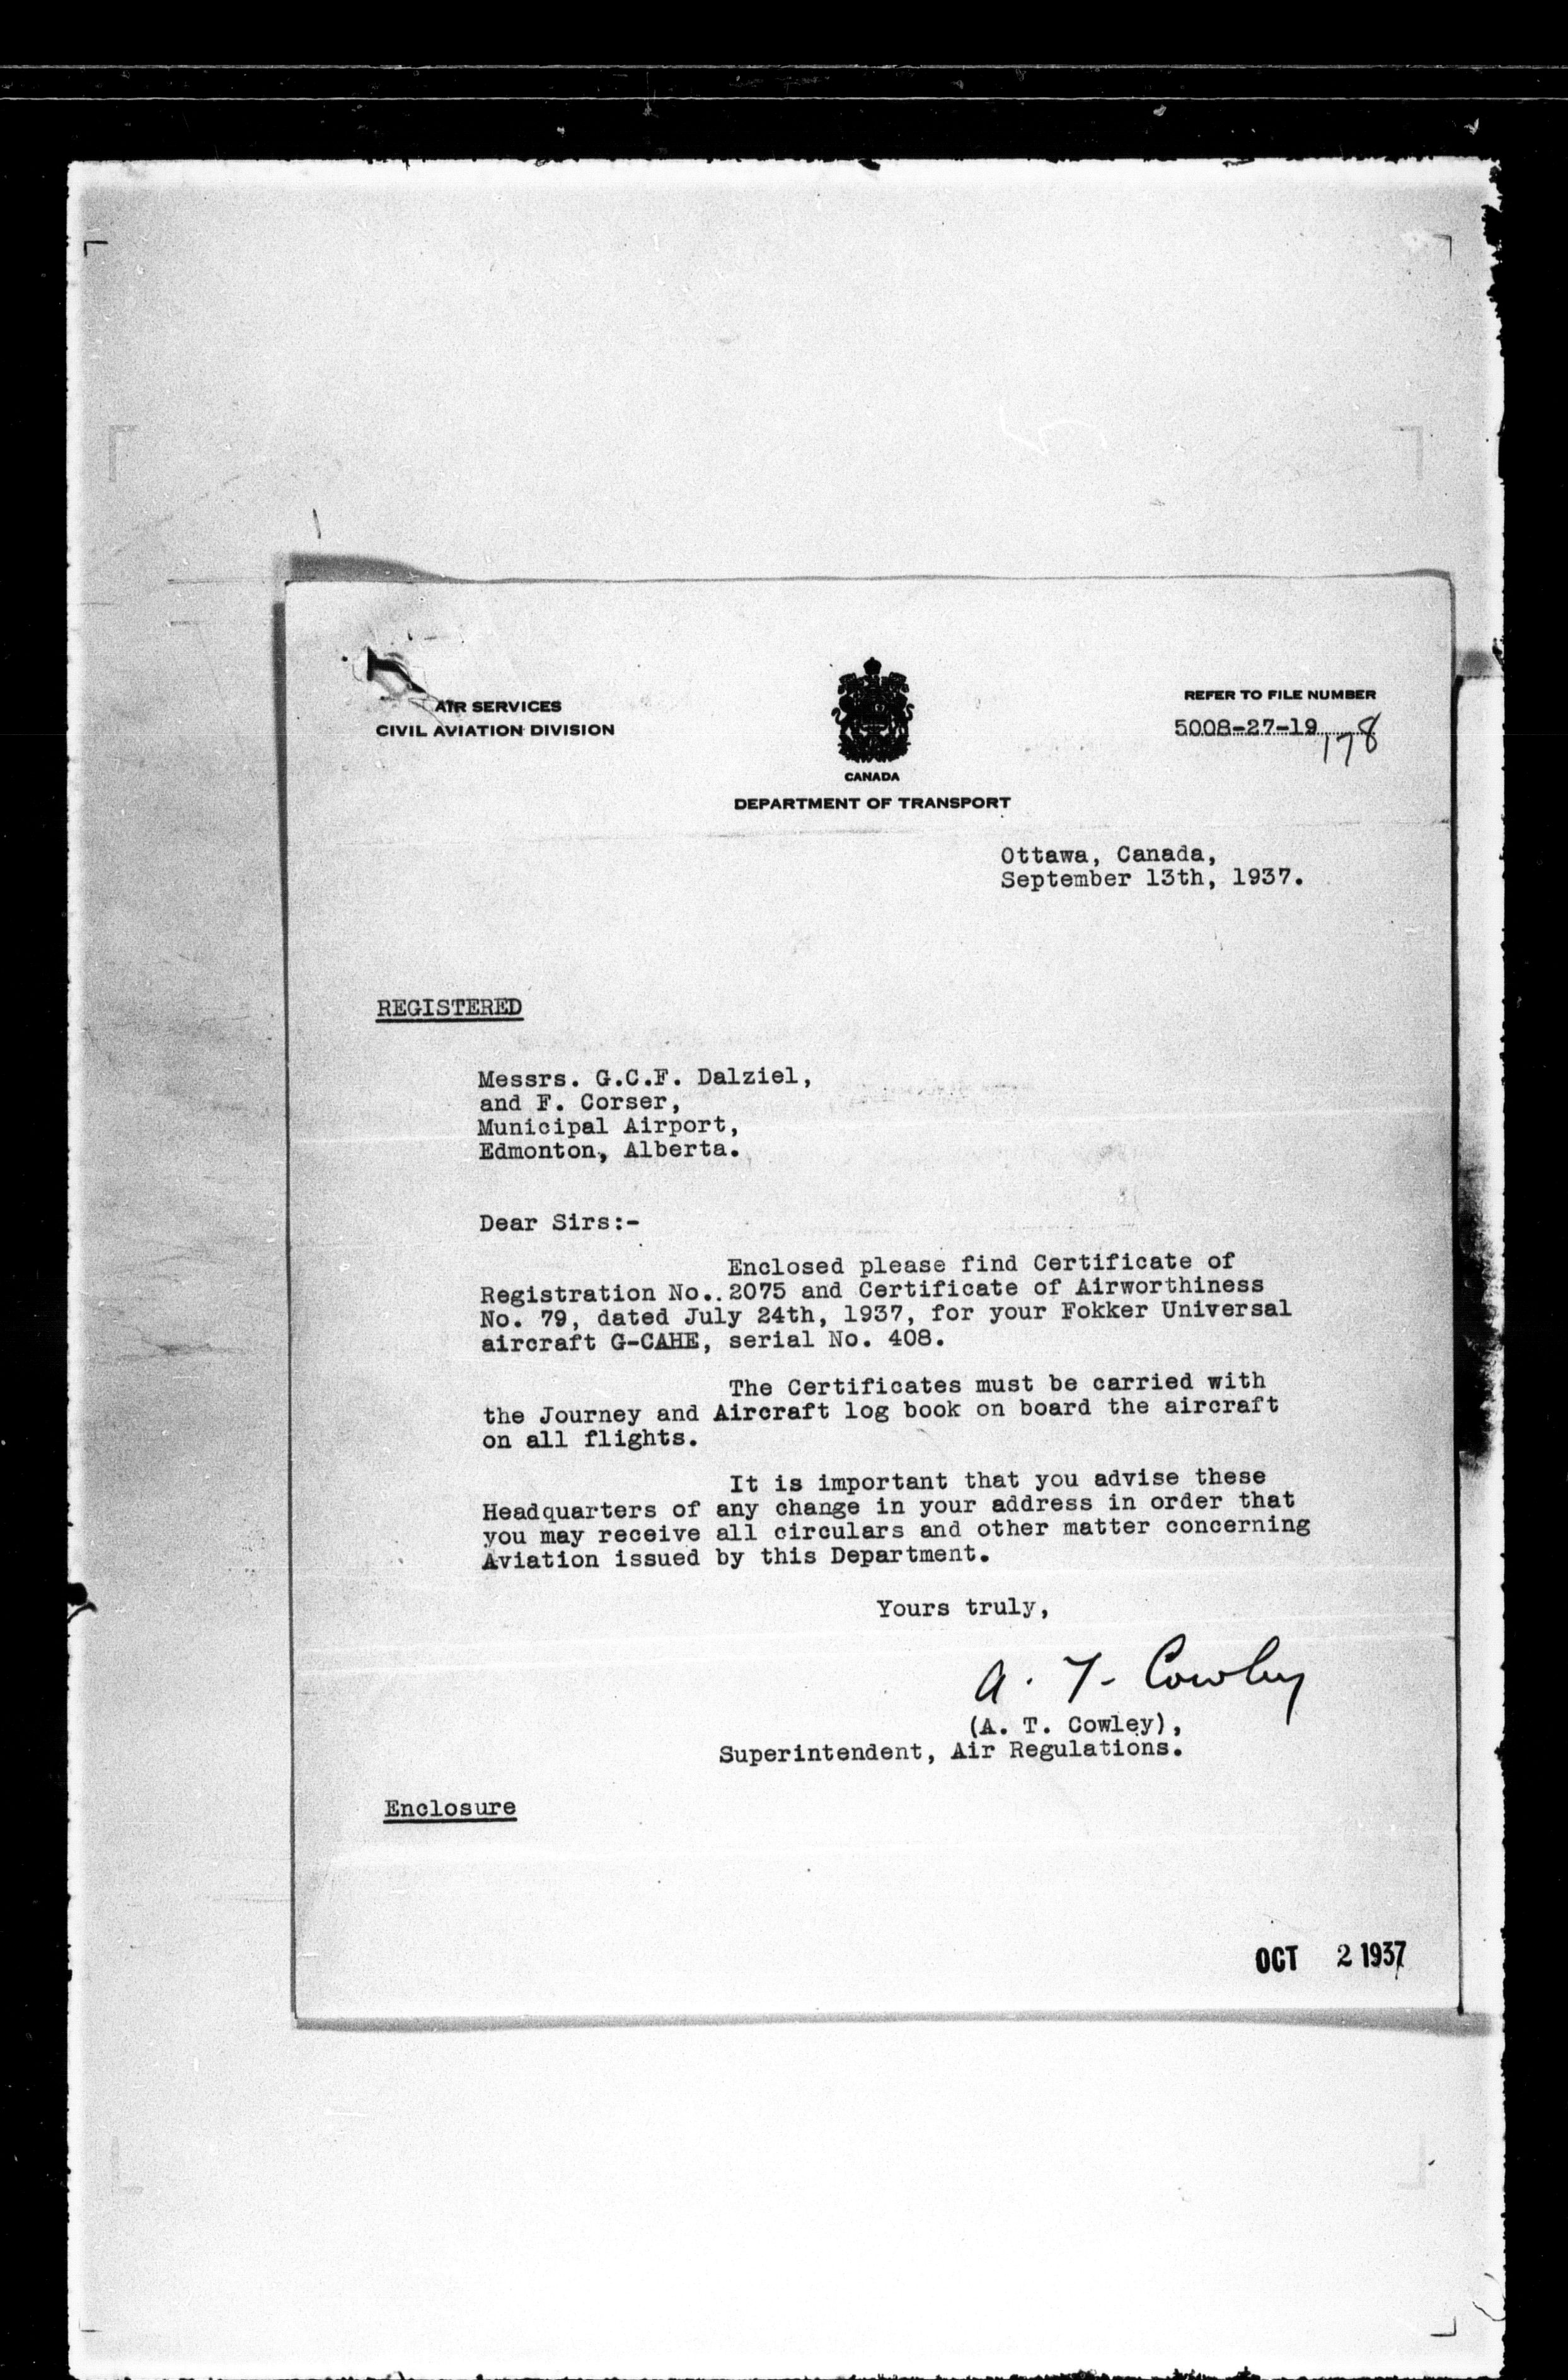 AIR SERVICES
CIVIL AVIATION DIVISION
CANADA
DEPARTMENT OF TRANSPORT
REFER TO FILE NUMBER
5008-27-19
178
Ottawa, Canada,
September 13th, 1937.
REGISTERED
Messrs. G.C.F. Dalziel,
and F. Corser,
Municipal Airport,
Edmonton, Alberta.
Dear Sirs:-
Enclosed please find Certificate of
Registration No..2075 and Certificate of Airworthiness
No. 79, dated July 24th, 1937, for your Fokker Universal
aircraft G-CAHE, serial No. 408.
The Certificates must be carried with
the Journey and Aircraft log book on board the aircraft
on all flights.
It is important that you advise these
Headquarters of any change in your address in order that
you may receive all circulars and other matter concerning
Aviation issued by this Department.
Yours truly,
A. T. Cowley
(A. T. Cowley),
Superintendent, Air Regulations.
Enclosure
OCT 2 1937